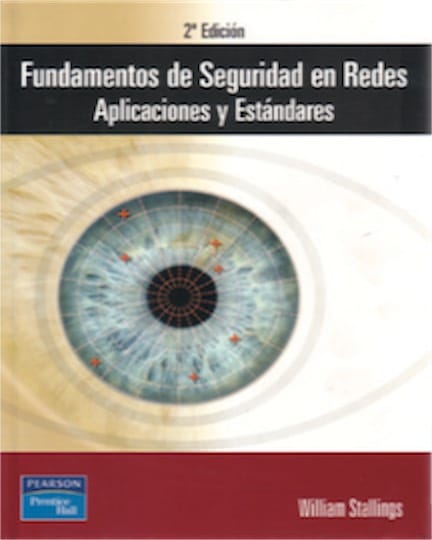 2ª Edición
Fundamentos de Seguridad en Redes
Aplicaciones y Estándares
PEARSON
Prentice
Hall
William Stallings